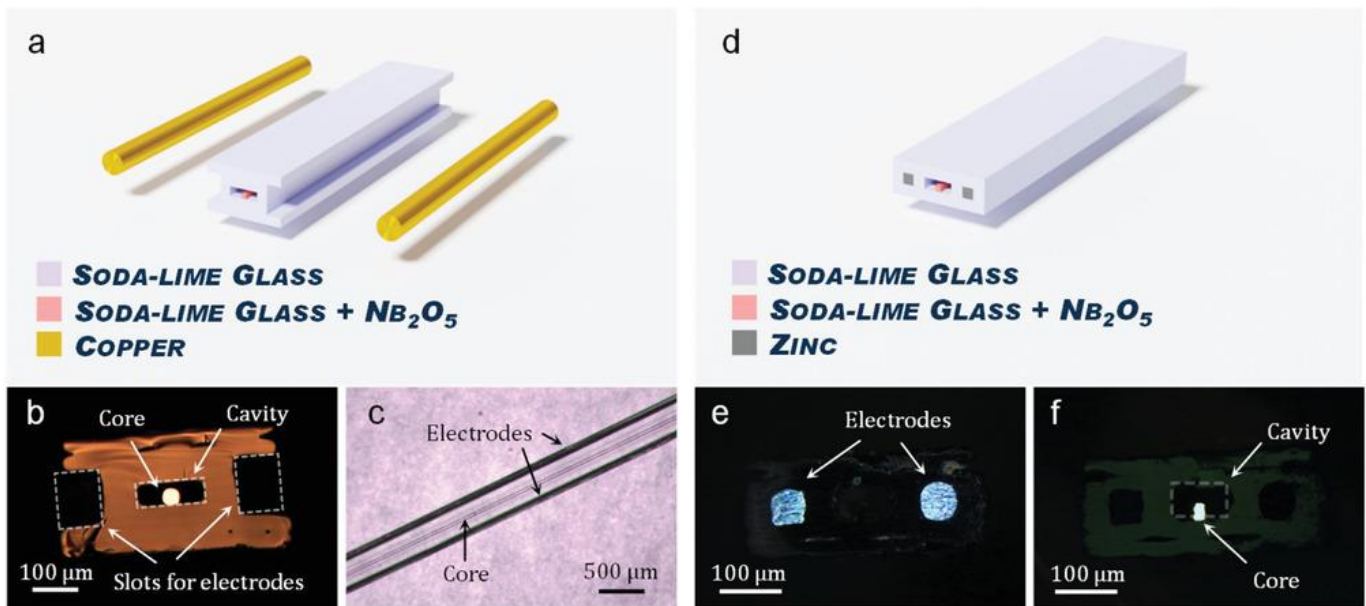 a
SODA-LIME GLASS
SODA-LIME GLASS + NB2O5
COPPER
b
Core
Cavity
100 µm
Slots for electrodes
c
Electrodes
Core
500 µm
d
SODA-LIME GLASS
SODA-LIME GLASS + NB2O5
ZINC
e
Electrodes
100 µm
f
Cavity
100 µm
Core